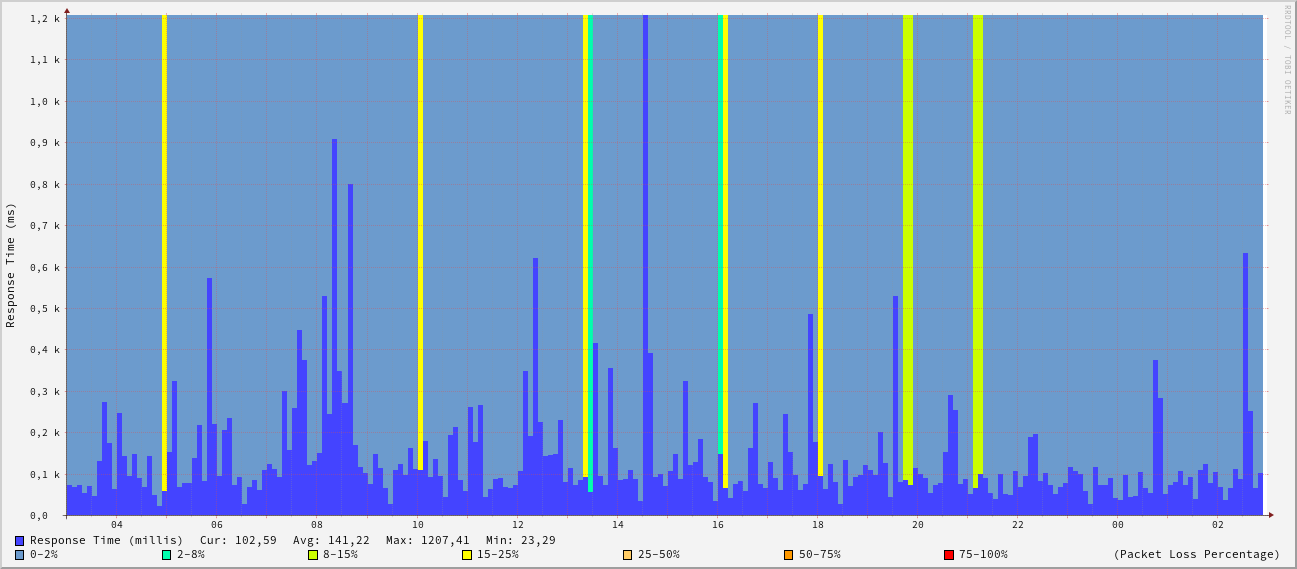 RRDTOOL / TOBI OETIKER
Response Time (ms)
1,2 k
1,1 k
1,0 k
0,9 k
0,8 k
0,7 k
0,6 k
0,5 k
0,4 k
0,3 k
0,2 k
0,1 k
0,0
04 06 08 10 12 14 16 18 20 22 00 02
Response Time (millis) Cur: 102,59 Avg: 141,22 Max: 1207,41 Min: 23,29
0-2% 2-8% 8-15% 15-25% 25-50% 50-75% 75-100% (Packet Loss Percentage)